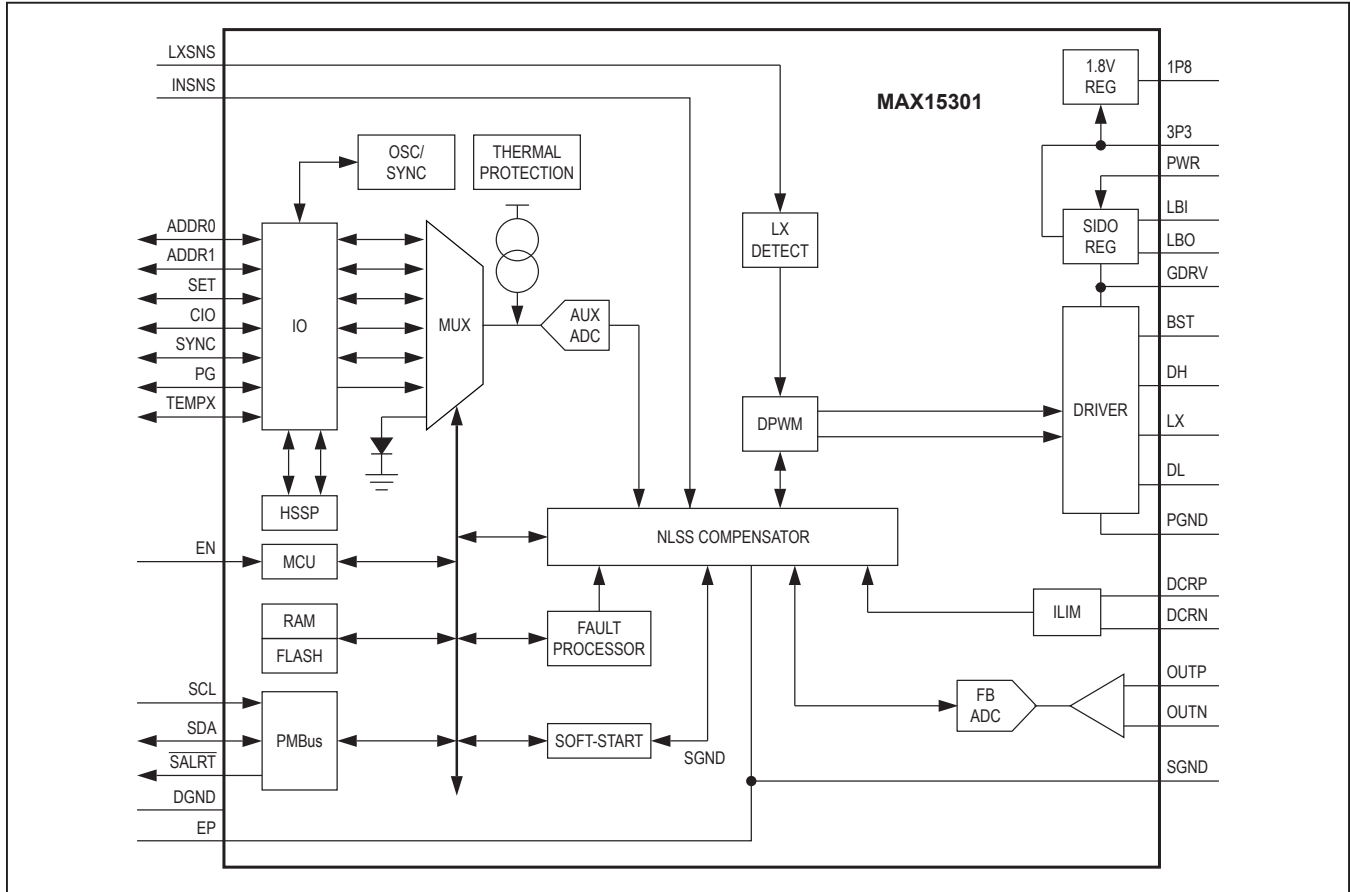 LXSNS
INSNS
MAX15301
1.8V
REG
1P8
3P3
PWR
LBI
LBO
GDRV
SIDO
REG
OSC/
SYNC
THERMAL
PROTECTION
LX
DETECT
ADDR0
ADDR1
SET
CIO
SYNC
PG
TEMPX
IO
MUX
AUX
ADC
DPWM
DRIVER
BST
DH
LX
DL
PGND
HSSP
EN
MCU
NLSS COMPENSATOR
RAM
FLASH
FAULT
PROCESSOR
ILIM
DCRP
DCRN
SCL
SDA
SALRT
DGND
EP
PMBus
SOFT-START
SGND
FB
ADC
OUTP
OUTN
SGND